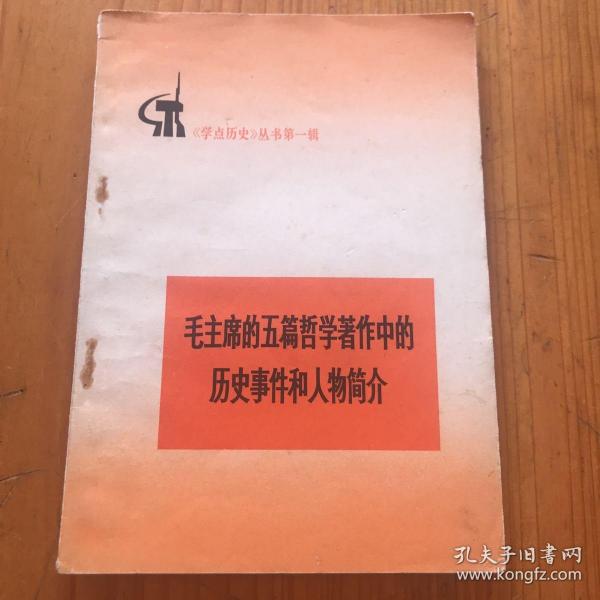 《学点历史》丛书第一辑
毛主席的五篇哲学著作中的
历史事件和人物简介
孔夫子旧書网
www.kongfz.com